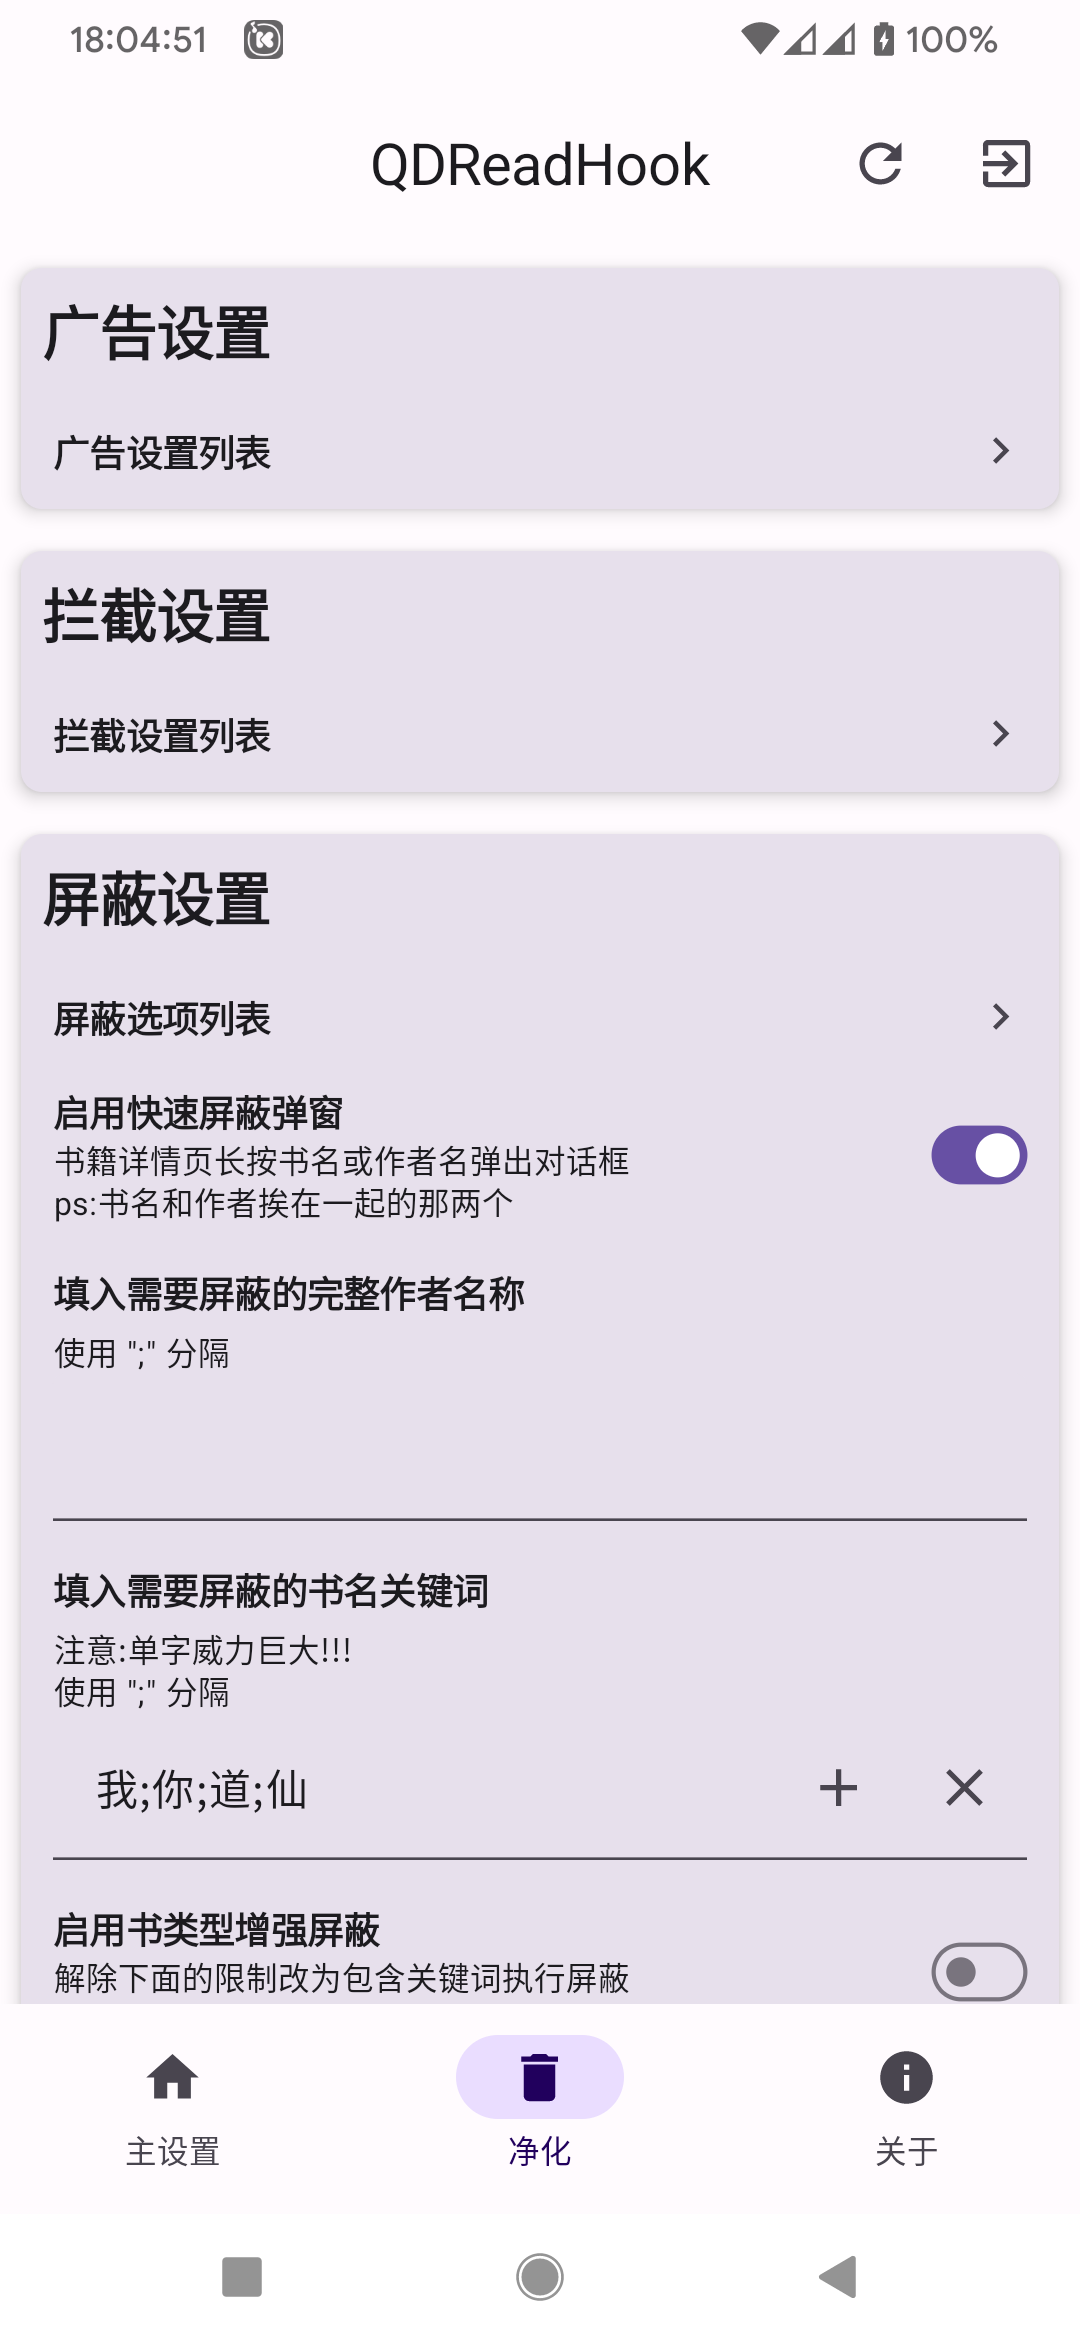 18:04:51
100%
QDReadHook
广告设置
广告设置列表
拦截设置
拦截设置列表
屏蔽设置
屏蔽选项列表
启用快速屏蔽弹窗
书籍详情页长按书名或作者名弹出对话框
ps:书名和作者挨在一起的那两个
填入需要屏蔽的完整作者名称
使用 ";" 分隔
填入需要屏蔽的书名关键词
注意:单字威力巨大!!!
使用 ";" 分隔
我;你;道;仙
启用书类型增强屏蔽
解除下面的限制改为包含关键词执行屏蔽
主设置
净化
关于